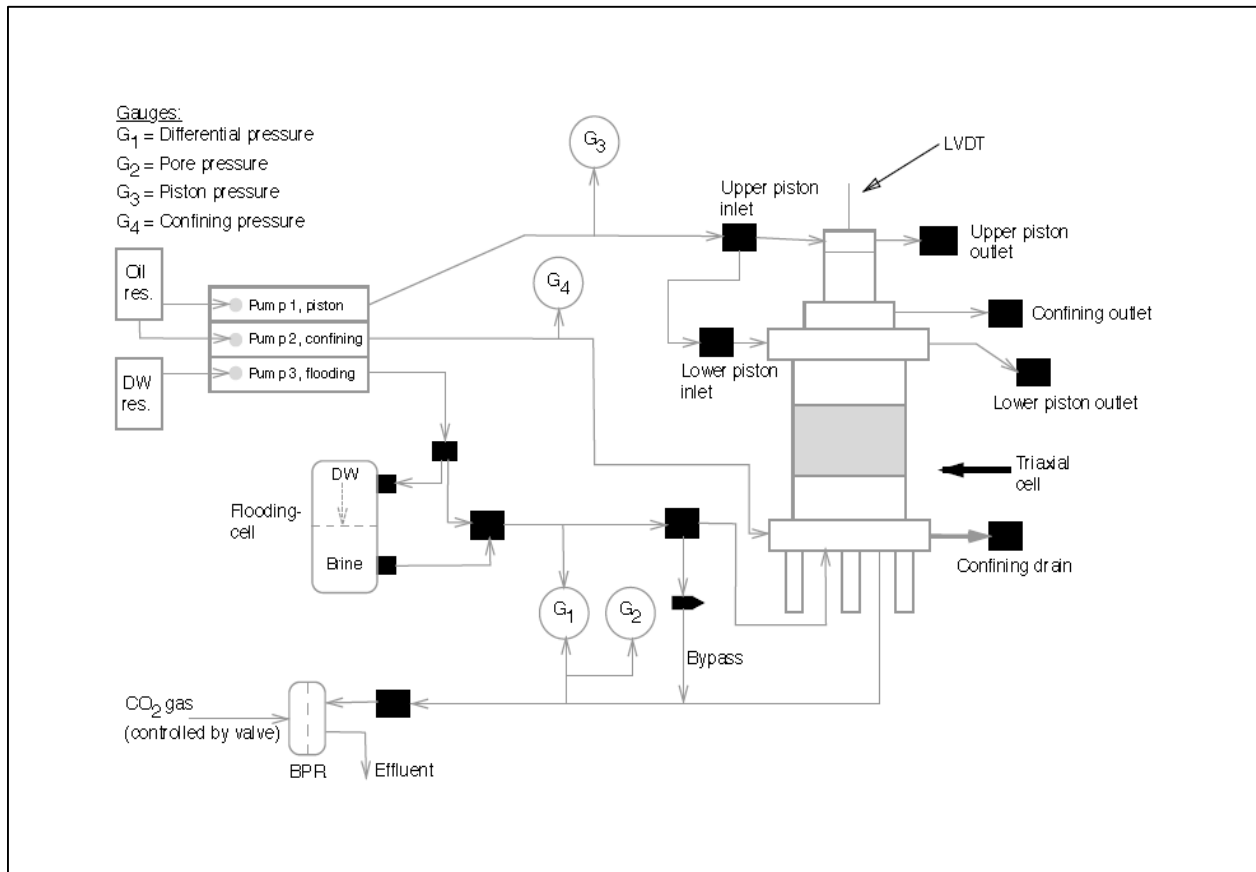 Gauges:
G1 = Differential pressure
G2 = Pore pressure
G3 = Piston pressure
G4 = Confining pressure
G3
LVDT
Upper piston
inlet
Upper piston
outlet
Oil
res.
G4
Pump 1, piston
Pump 2, confining
Pump 3, flooding
Confining outlet
DW
res.
Lower piston
inlet
Lower piston outlet
DW
Flooding-
cell
Brine
Triaxial
cell
Confining drain
G1
G2
Bypass
CO2 gas
(controlled by valve)
BPR
Effluent